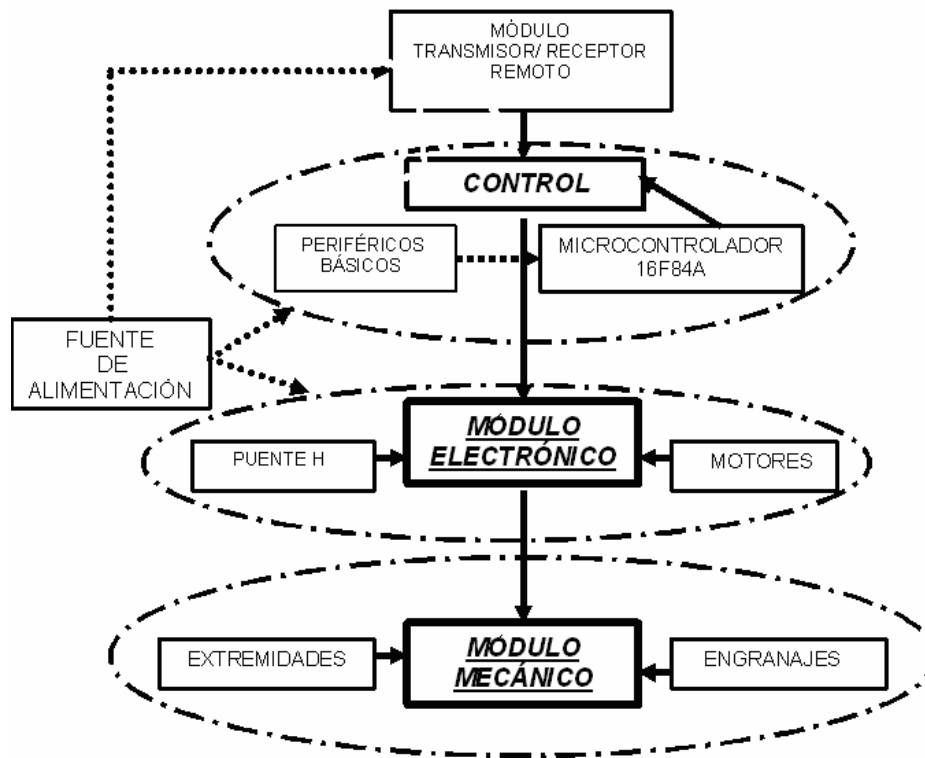 MÓDULO
TRANSMISOR/ RECEPTOR
REMOTO
CONTROL
PERIFÉRICOS
BÁSICOS
MICROCONTROLADOR
16F84A
FUENTE
DE
ALIMENTACIÓN
MÓDULO
ELECTRÓNICO
PUENTE H
MOTORES
MÓDULO
MECÁNICO
EXTREMIDADES
ENGRANAJES